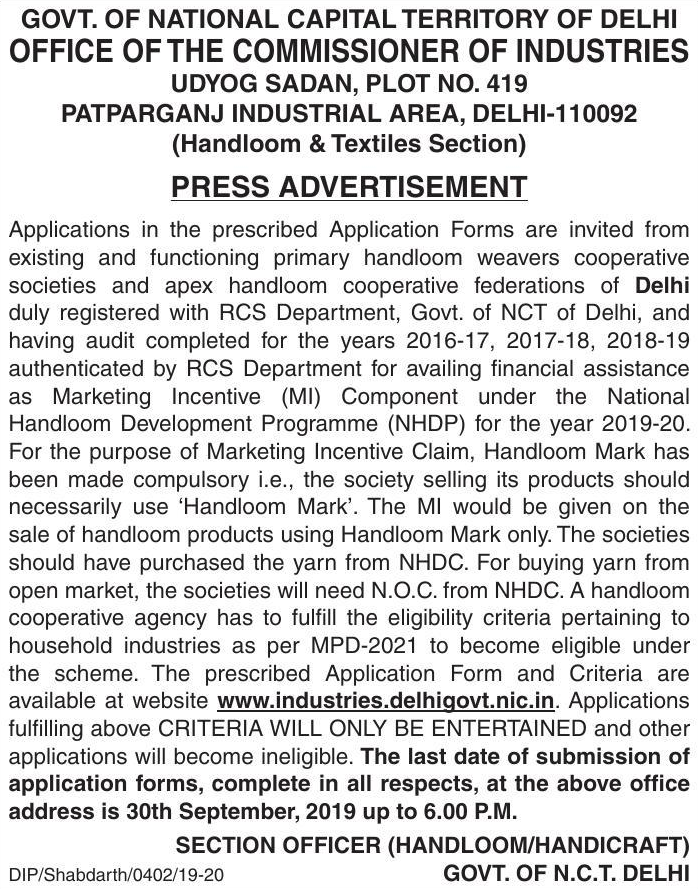 GOVT. OF NATIONAL CAPITAL TERRITORY OF DELHI
OFFICE OF THE COMMISSIONER OF INDUSTRIES
UDYOG SADAN, PLOT NO. 419
PATPARGANJ INDUSTRIAL AREA, DELHI-110092
(Handloom & Textiles Section)
PRESS ADVERTISEMENT
Applications in the prescribed Application Forms are invited from
existing and functioning primary handloom weavers cooperative
societies and apex handloom cooperative federations of Delhi
duly registered with RCS Department, Govt. of NCT of Delhi, and
having audit completed for the years 2016-17, 2017-18, 2018-19
authenticated by RCS Department for availing financial assistance
as Marketing Incentive (MI) Component under the National
Handloom Development Programme (NHDP) for the year 2019-20.
For the purpose of Marketing Incentive Claim, Handloom Mark has
been made compulsory i.e., the society selling its products should
necessarily use ‘Handloom Mark’. The MI would be given on the
sale of handloom products using Handloom Mark only. The societies
should have purchased the yarn from NHDC. For buying yarn from
open market, the societies will need N.O.C. from NHDC. A handloom
cooperative agency has to fulfill the eligibility criteria pertaining to
household industries as per MPD-2021 to become eligible under
the scheme. The prescribed Application Form and Criteria are
available at website www.industries.delhigovt.nic.in. Applications
fulfilling above CRITERIA WILL ONLY BE ENTERTAINED and other
applications will become ineligible. The last date of submission of
application forms, complete in all respects, at the above office
address is 30th September, 2019 up to 6.00 P.M.
SECTION OFFICER (HANDLOOM/HANDICRAFT)
DIP/Shabdarth/0402/19-20 GOVT. OF N.C.T. DELHI